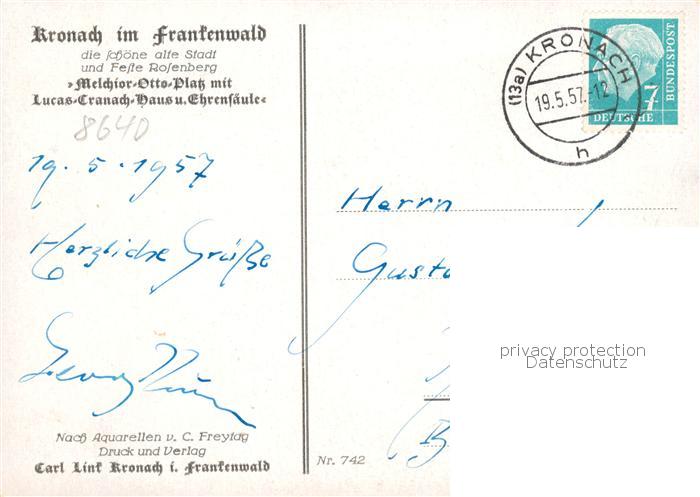 Kronach im Frankenwald
die schöne alte Stadt
und Feste Rosenberg
»Melchior-Otto-Platz mit
Lucas-Cranach-Haus u. Ehrensäule«
8640
19.5.1957
Herzliche Grüße
Georg
Nach Aquarellen v. C. Freytag
Druck und Verlag
Carl Link Kronach i. Frankenwald
Nr. 742
(13a) KRONACH
19.5.57.-12
h
7
DEUTSCHE
BUNDESPOST
Herrn
Gusta
privacy protection
Datenschutz